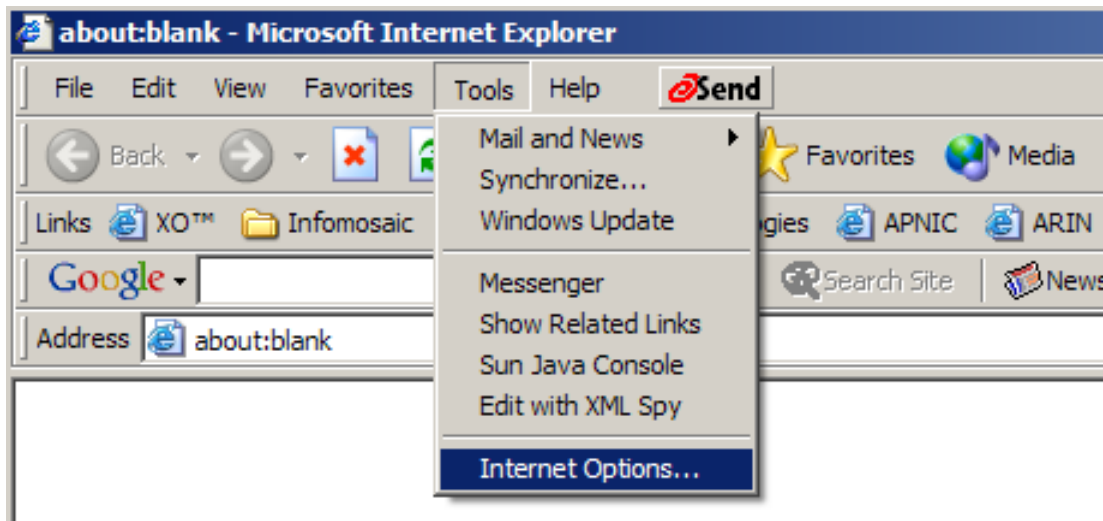 about:blank - Microsoft Internet Explorer
File Edit View Favorites Tools Help Send
Back Favorites Media
Links XO™ Infomosaic gies APNIC ARIN
Google Search Site News
Address about:blank
Mail and News
Synchronize...
Windows Update
Messenger
Show Related Links
Sun Java Console
Edit with XML Spy
Internet Options...